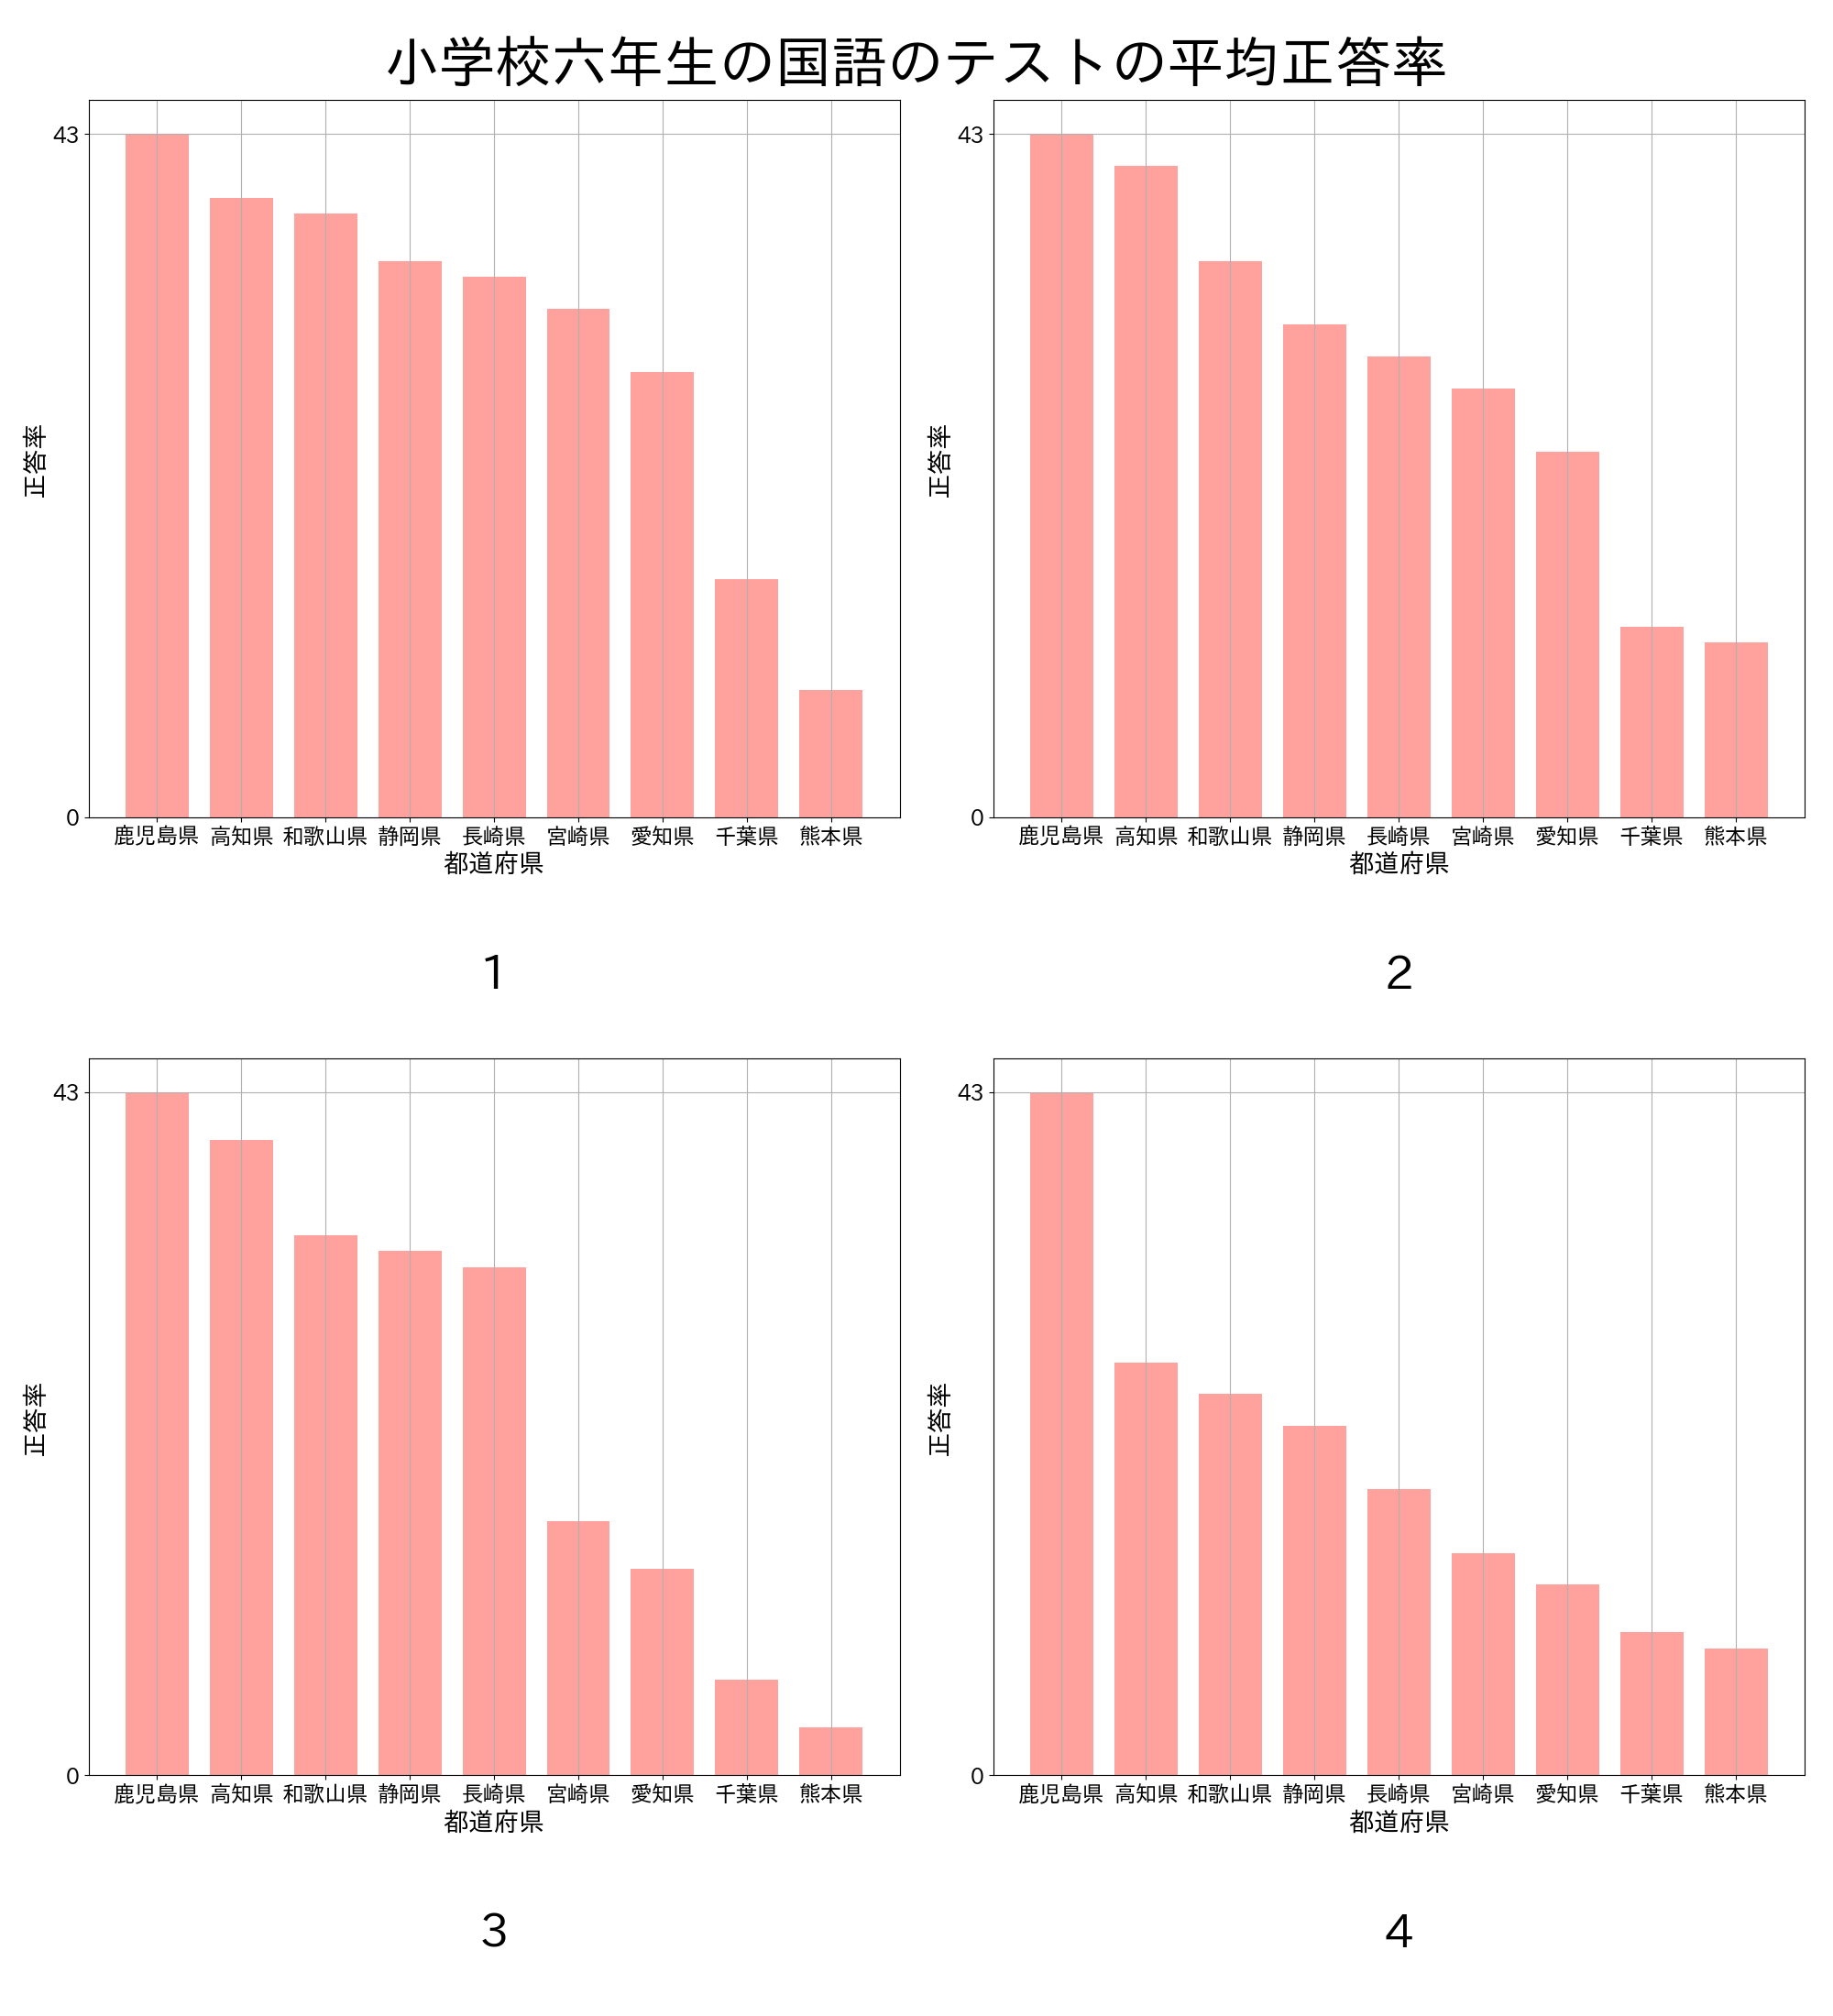 小学校六年生の国語のテストの平均正答率
43
0
正答率
鹿児島県 高知県 和歌山県 静岡県 長崎県 宮崎県 愛知県 千葉県 熊本県
都道府県
1
43
0
正答率
鹿児島県 高知県 和歌山県 静岡県 長崎県 宮崎県 愛知県 千葉県 熊本県
都道府県
2
43
0
正答率
鹿児島県 高知県 和歌山県 静岡県 長崎県 宮崎県 愛知県 千葉県 熊本県
都道府県
3
43
0
正答率
鹿児島県 高知県 和歌山県 静岡県 長崎県 宮崎県 愛知県 千葉県 熊本県
都道府県
4